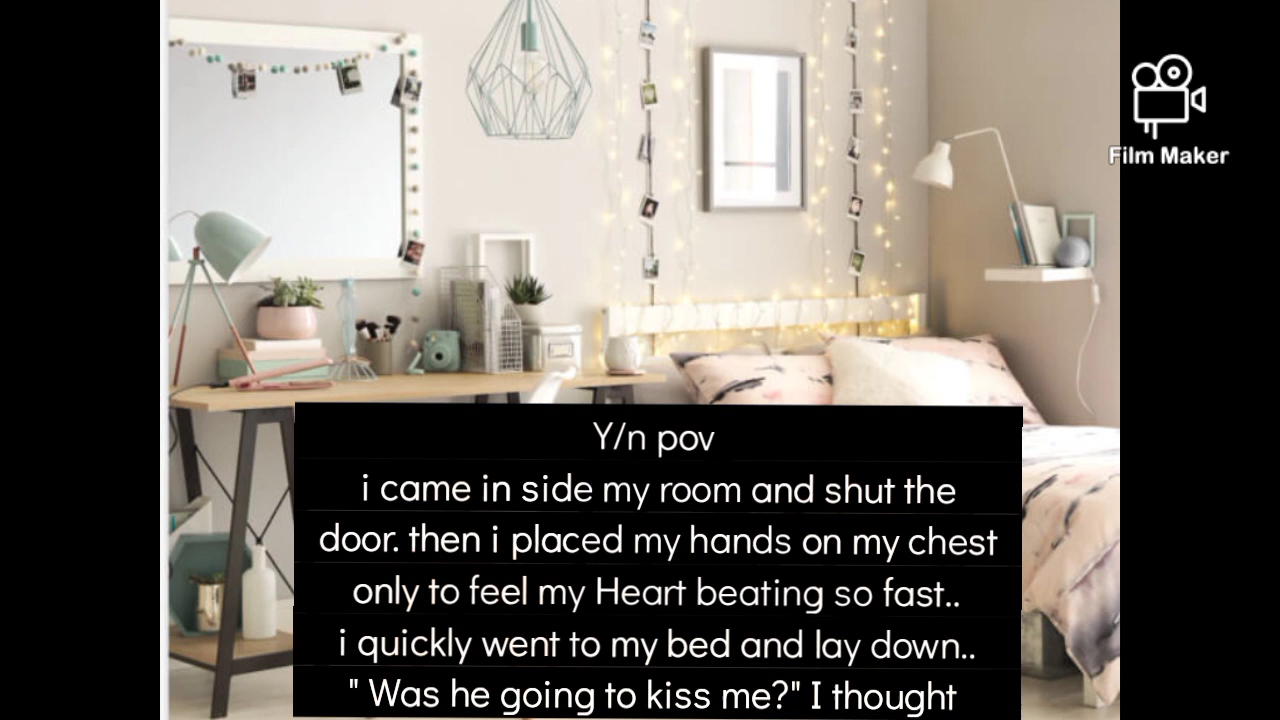 Film Maker
Y/n pov
i came in side my room and shut the
door. then i placed my hands on my chest
only to feel my Heart beating so fast..
i quickly went to my bed and lay down..
" Was he going to kiss me?" I thought